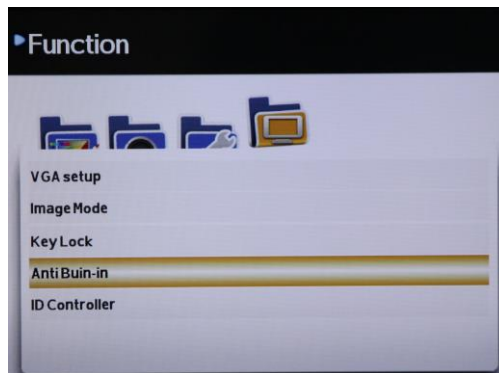 Function
VGA setup
Image Mode
Key Lock
Anti Buin-in
ID Controller